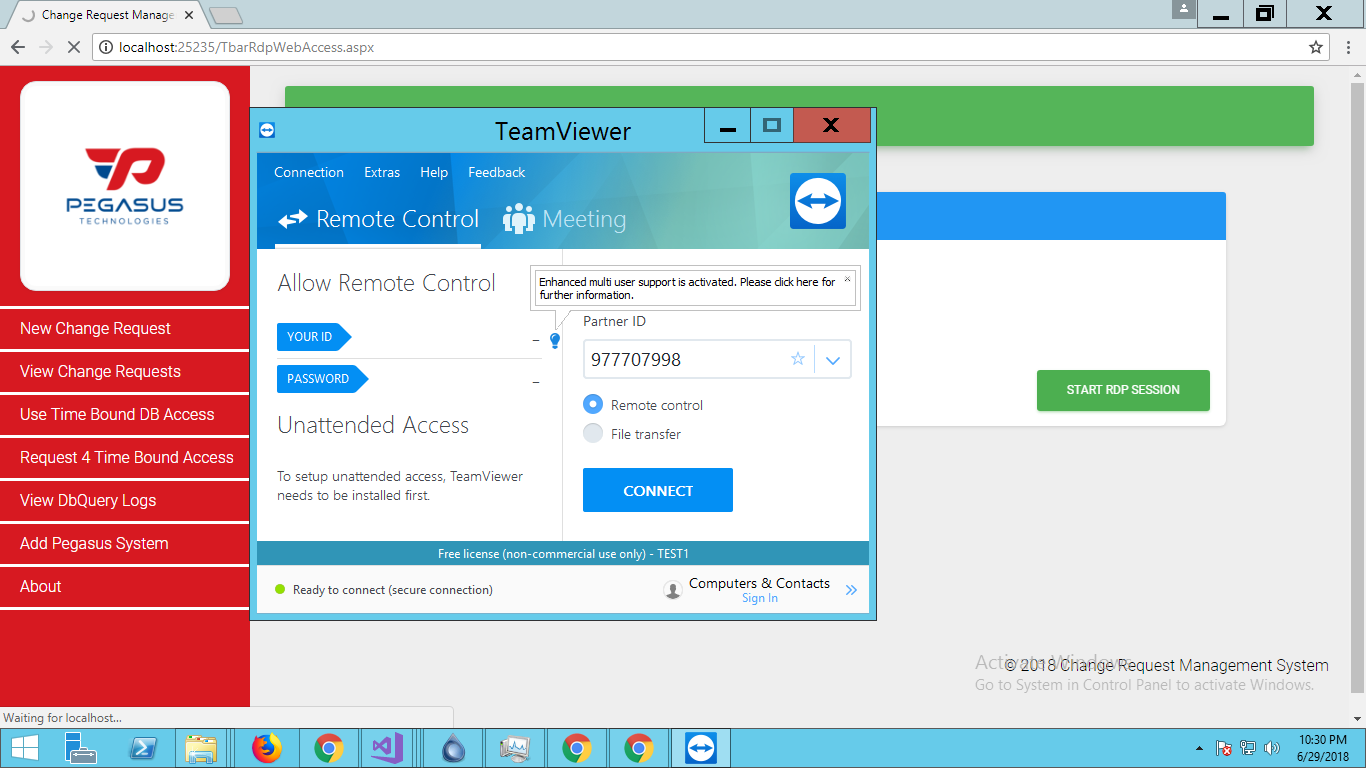 Change Request Manage
localhost:25235/TbarRdpWebAccess.aspx
PEGASUS
TECHNOLOGIES
New Change Request
View Change Requests
Use Time Bound DB Access
Request 4 Time Bound Access
View DbQuery Logs
Add Pegasus System
About
TeamViewer
Connection Extras Help Feedback
Remote Control Meeting
Allow Remote Control
Enhanced multi user support is activated. Please click here for
further information.
YOUR ID –
PASSWORD –
Unattended Access
To setup unattended access, TeamViewer
needs to be installed first.
Partner ID
977707998
Remote control
File transfer
CONNECT
Free license (non-commercial use only) - TEST1
Ready to connect (secure connection)
Computers & Contacts
Sign In
START RDP SESSION
© 2018 Change Request Management System
Activate Windows
Go to System in Control Panel to activate Windows.
Waiting for localhost...
10:30 PM
6/29/2018